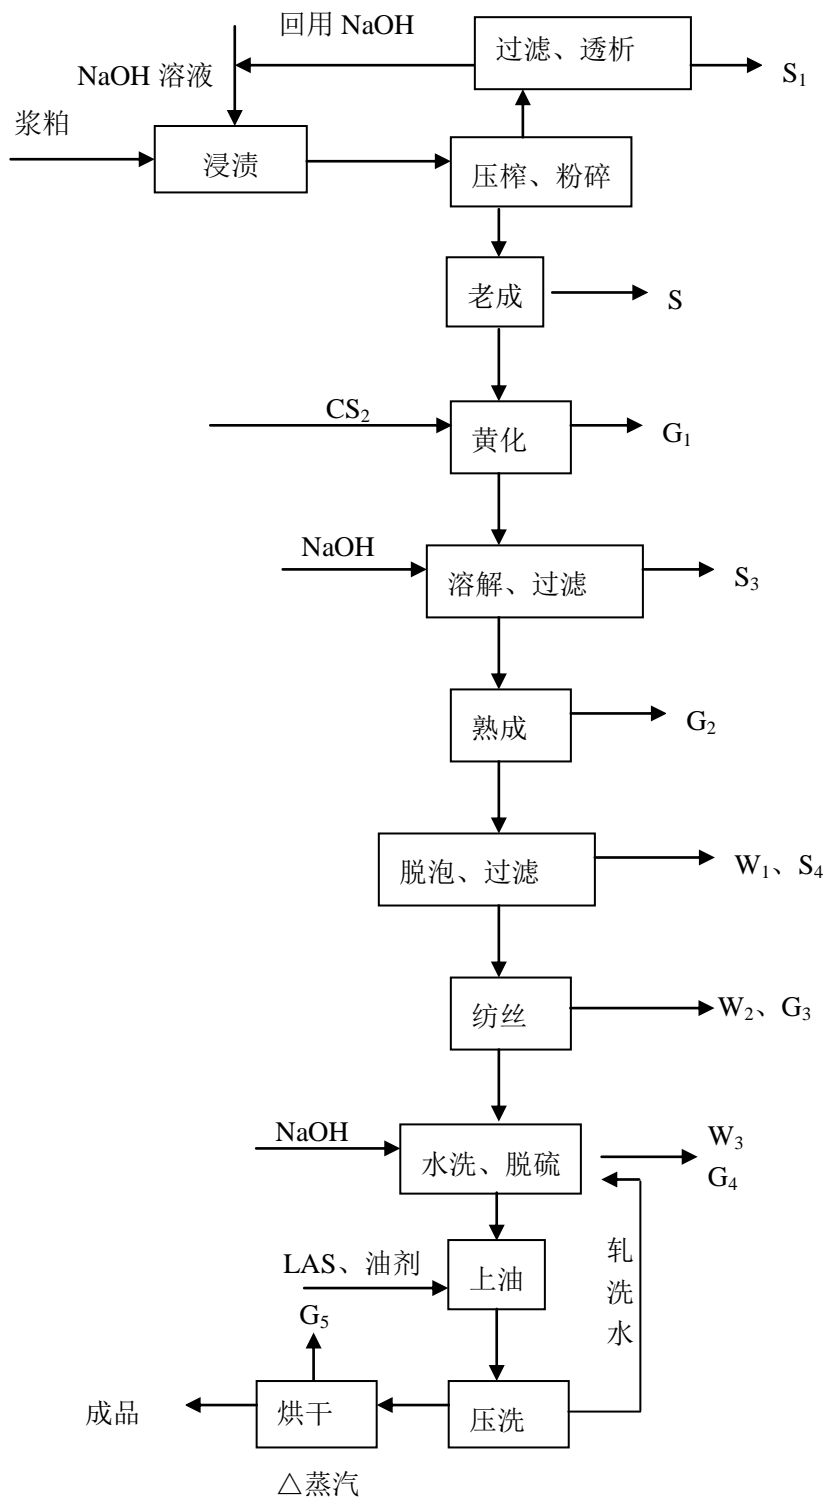 回用 NaOH
过滤、透析
S₁
NaOH 溶液
浆粕
浸渍
压榨、粉碎
老成
S
CS₂
黄化
G₁
NaOH
溶解、过滤
S₃
熟成
G₂
脱泡、过滤
W₁、S₄
纺丝
W₂、G₃
NaOH
水洗、脱硫
W₃
G₄
轧洗水
LAS、油剂
上油
G₅
成品
烘干
压洗
△蒸汽